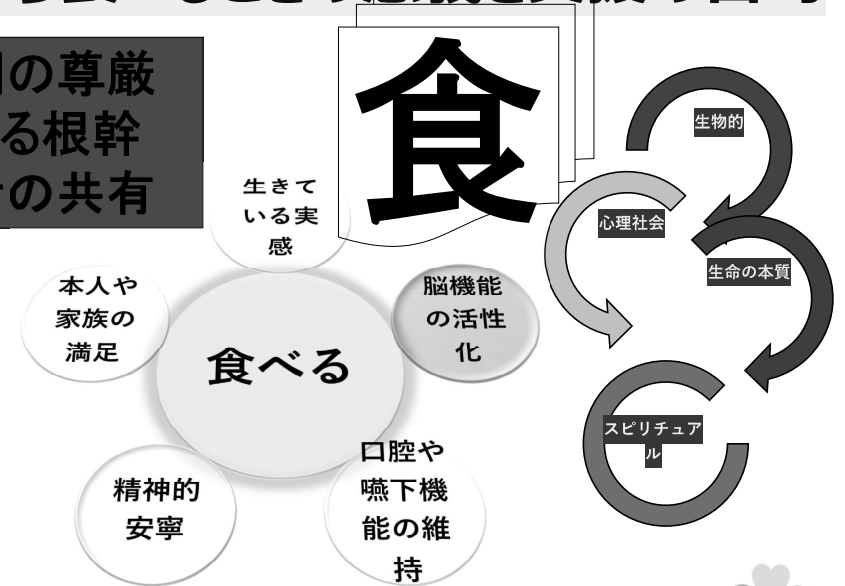 の尊厳
る根幹
の共有
食
生きて
いる実
感
本人や
家族の
満足
脳機能
の活性
化
食べる
精神的
安寧
口腔や
嚥下機
能の維
持
生物的
心理社会
生命の本質
スピリチュア
ル